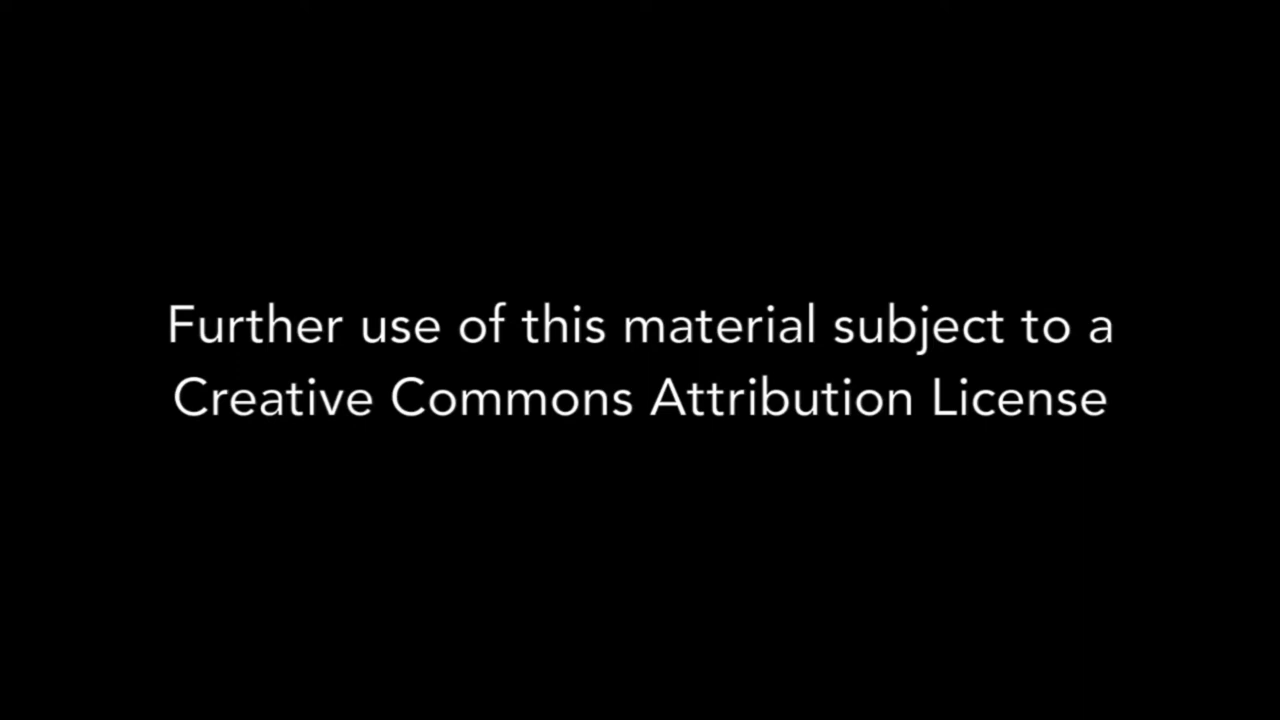 Further use of this material subject to a
Creative Commons Attribution License